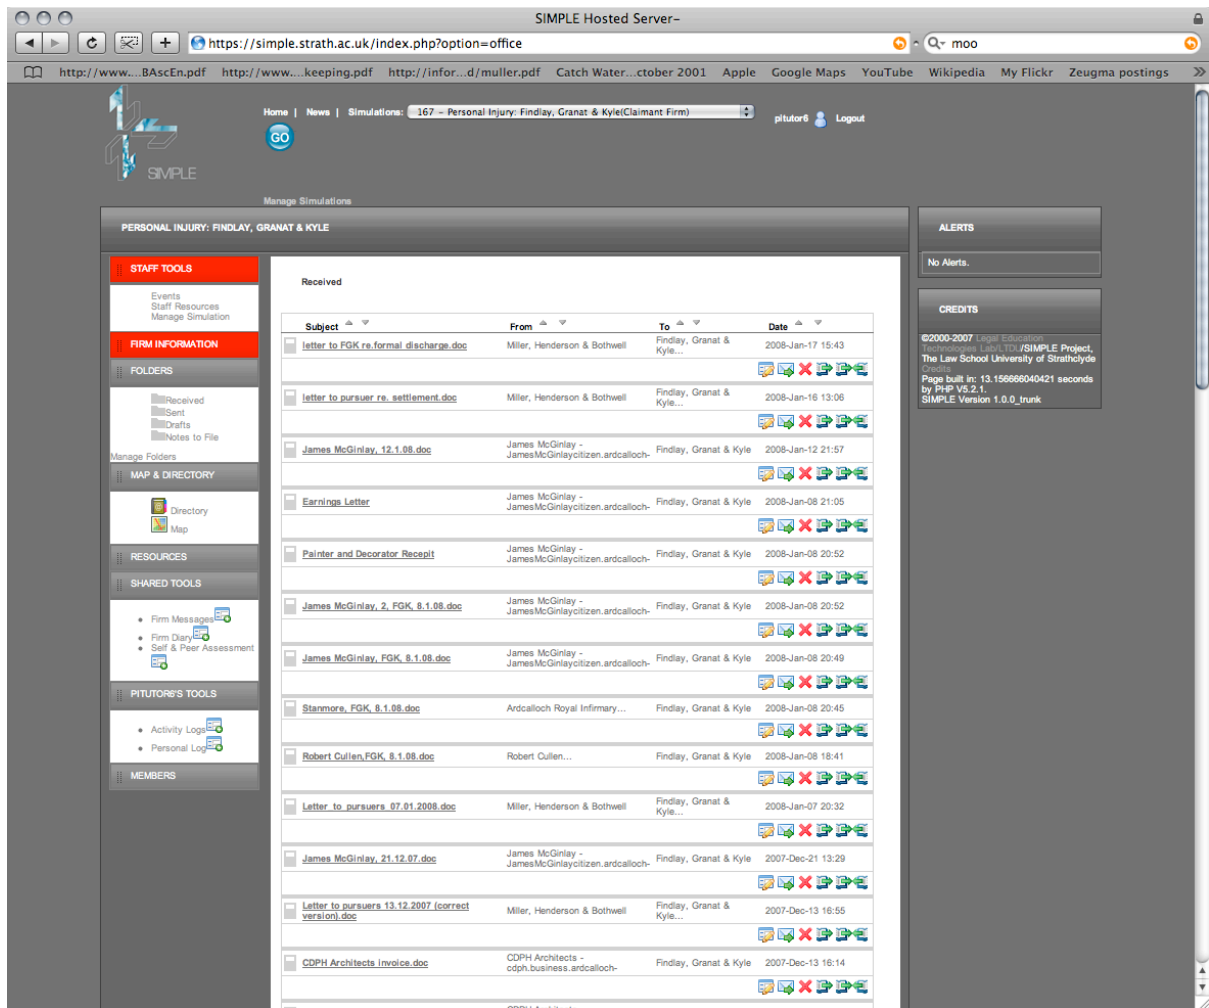 SIMPLE Hosted Server-
https://simple.strath.ac.uk/index.php?option=office
moo
http://www....BAscEn.pdf http://www....keeping.pdf http://infor...d/muller.pdf Catch Water...ctober 2001 Apple Google Maps YouTube Wikipedia My Flickr Zeugma postings »
Home | News | Simulations: 167 - Personal Injury: Findlay, Granat & Kyle(Claimant Firm)
pitutor6 Logout
GO
SIMPLE
Manage Simulations
PERSONAL INJURY: FINDLAY, GRANAT & KYLE
STAFF TOOLS
Events
Staff Resources
Manage Simulation
FIRM INFORMATION
FOLDERS
Received
Sent
Drafts
Notes to File
Manage Folders
MAP & DIRECTORY
Directory
Map
RESOURCES
SHARED TOOLS
Firm Messages
Firm Diary
Self & Peer Assessment
PITUTOR6'S TOOLS
Activity Logs
Personal Log
MEMBERS
Received
Subject From To Date
letter to FGK re.formal discharge.doc Miller, Henderson & Bothwell Findlay, Granat & Kyle... 2008-Jan-17 15:43
letter to pursuer re. settlement.doc Miller, Henderson & Bothwell Findlay, Granat & Kyle... 2008-Jan-16 13:06
James McGinlay, 12.1.08.doc James McGinlay - JamesMcGinlaycitizen.ardcalloch- Findlay, Granat & Kyle 2008-Jan-12 21:57
Earnings Letter James McGinlay - JamesMcGinlaycitizen.ardcalloch- Findlay, Granat & Kyle 2008-Jan-08 21:05
Painter and Decorator Recepit James McGinlay - JamesMcGinlaycitizen.ardcalloch- Findlay, Granat & Kyle 2008-Jan-08 20:52
James McGinlay, 2, FGK, 8.1.08.doc James McGinlay - JamesMcGinlaycitizen.ardcalloch- Findlay, Granat & Kyle 2008-Jan-08 20:52
James McGinlay, FGK, 8.1.08.doc James McGinlay - JamesMcGinlaycitizen.ardcalloch- Findlay, Granat & Kyle 2008-Jan-08 20:49
Stanmore, FGK, 8.1.08.doc Ardcalloch Royal Infirmary... Findlay, Granat & Kyle 2008-Jan-08 20:45
Robert Cullen,FGK, 8.1.08.doc Robert Cullen... Findlay, Granat & Kyle 2008-Jan-08 18:41
Letter to pursuers 07.01.2008.doc Miller, Henderson & Bothwell Findlay, Granat & Kyle... 2008-Jan-07 20:32
James McGinlay, 21.12.07.doc James McGinlay - JamesMcGinlaycitizen.ardcalloch- Findlay, Granat & Kyle 2007-Dec-21 13:29
Letter to pursuers 13.12.2007 (correct version).doc Miller, Henderson & Bothwell Findlay, Granat & Kyle... 2007-Dec-13 16:55
CDPH Architects invoice.doc CDPH Architects - cdph.business.ardcalloch- Findlay, Granat & Kyle 2007-Dec-13 16:14
ALERTS
No Alerts.
CREDITS
©2000-2007 Legal Education
Technologies Lab/LTDU/SIMPLE Project,
The Law School University of Strathclyde
Credits
Page built in: 13.156666040421 seconds
by PHP V5.2.1.
SIMPLE Version 1.0.0_trunk